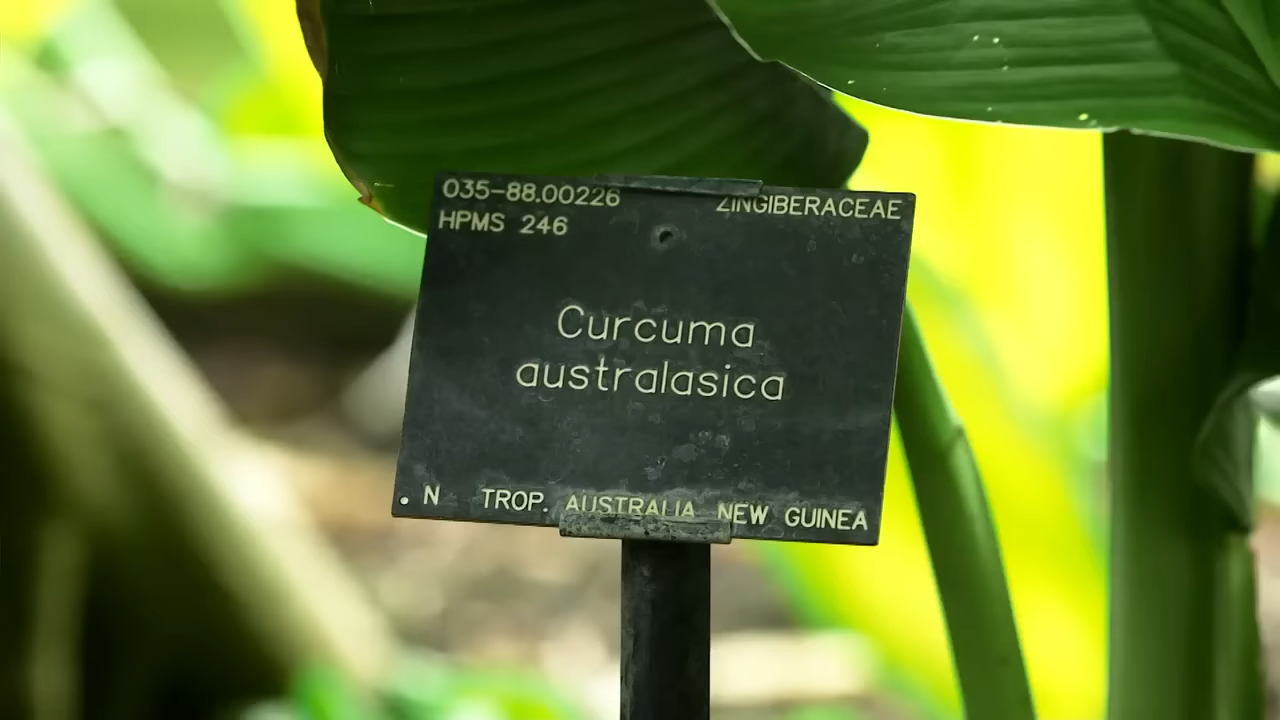 035-88.00226 ZINGIBERACEAE
HPMS 246
Curcuma
australasica
. N TROP. AUSTRALIA NEW GUINEA